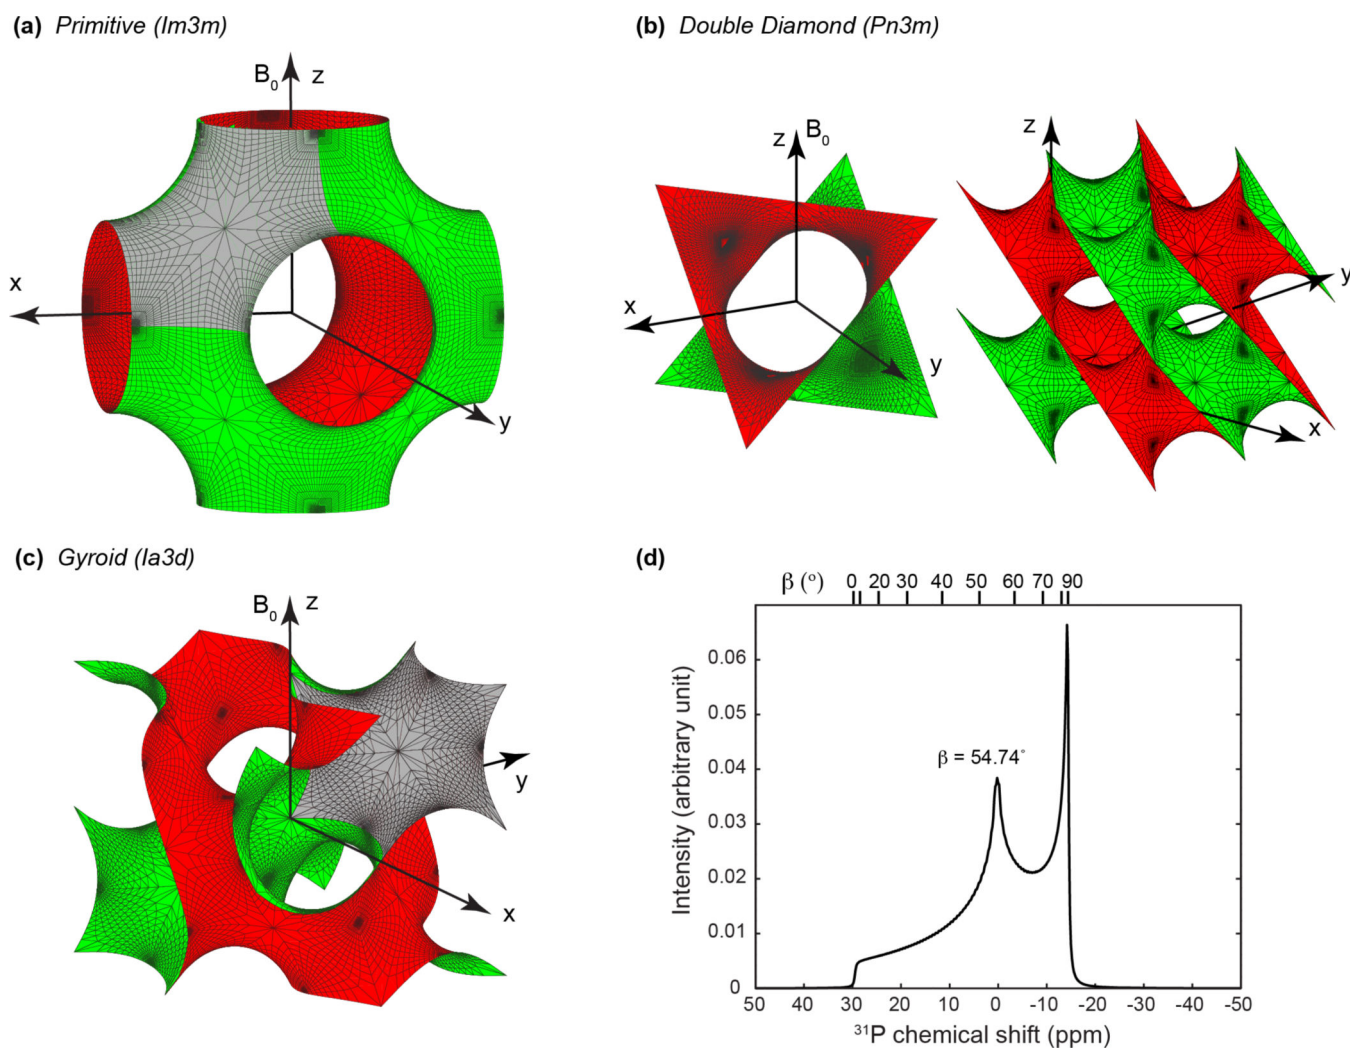 (a) Primitive (Im3m)
B0
z
x
y
(b) Double Diamond (Pn3m)
z
B0
x
y
z
y
x
(c) Gyroid (Ia3d)
B0
z
y
x
(d)
β (°) 0 20 30 40 50 60 70 90
0.06
0.05
0.04
0.03
0.02
0.01
0
β = 54.74°
Intensity (arbitrary unit)
50 30 20 10 0 -10 -20 -30 -50
31P chemical shift (ppm)